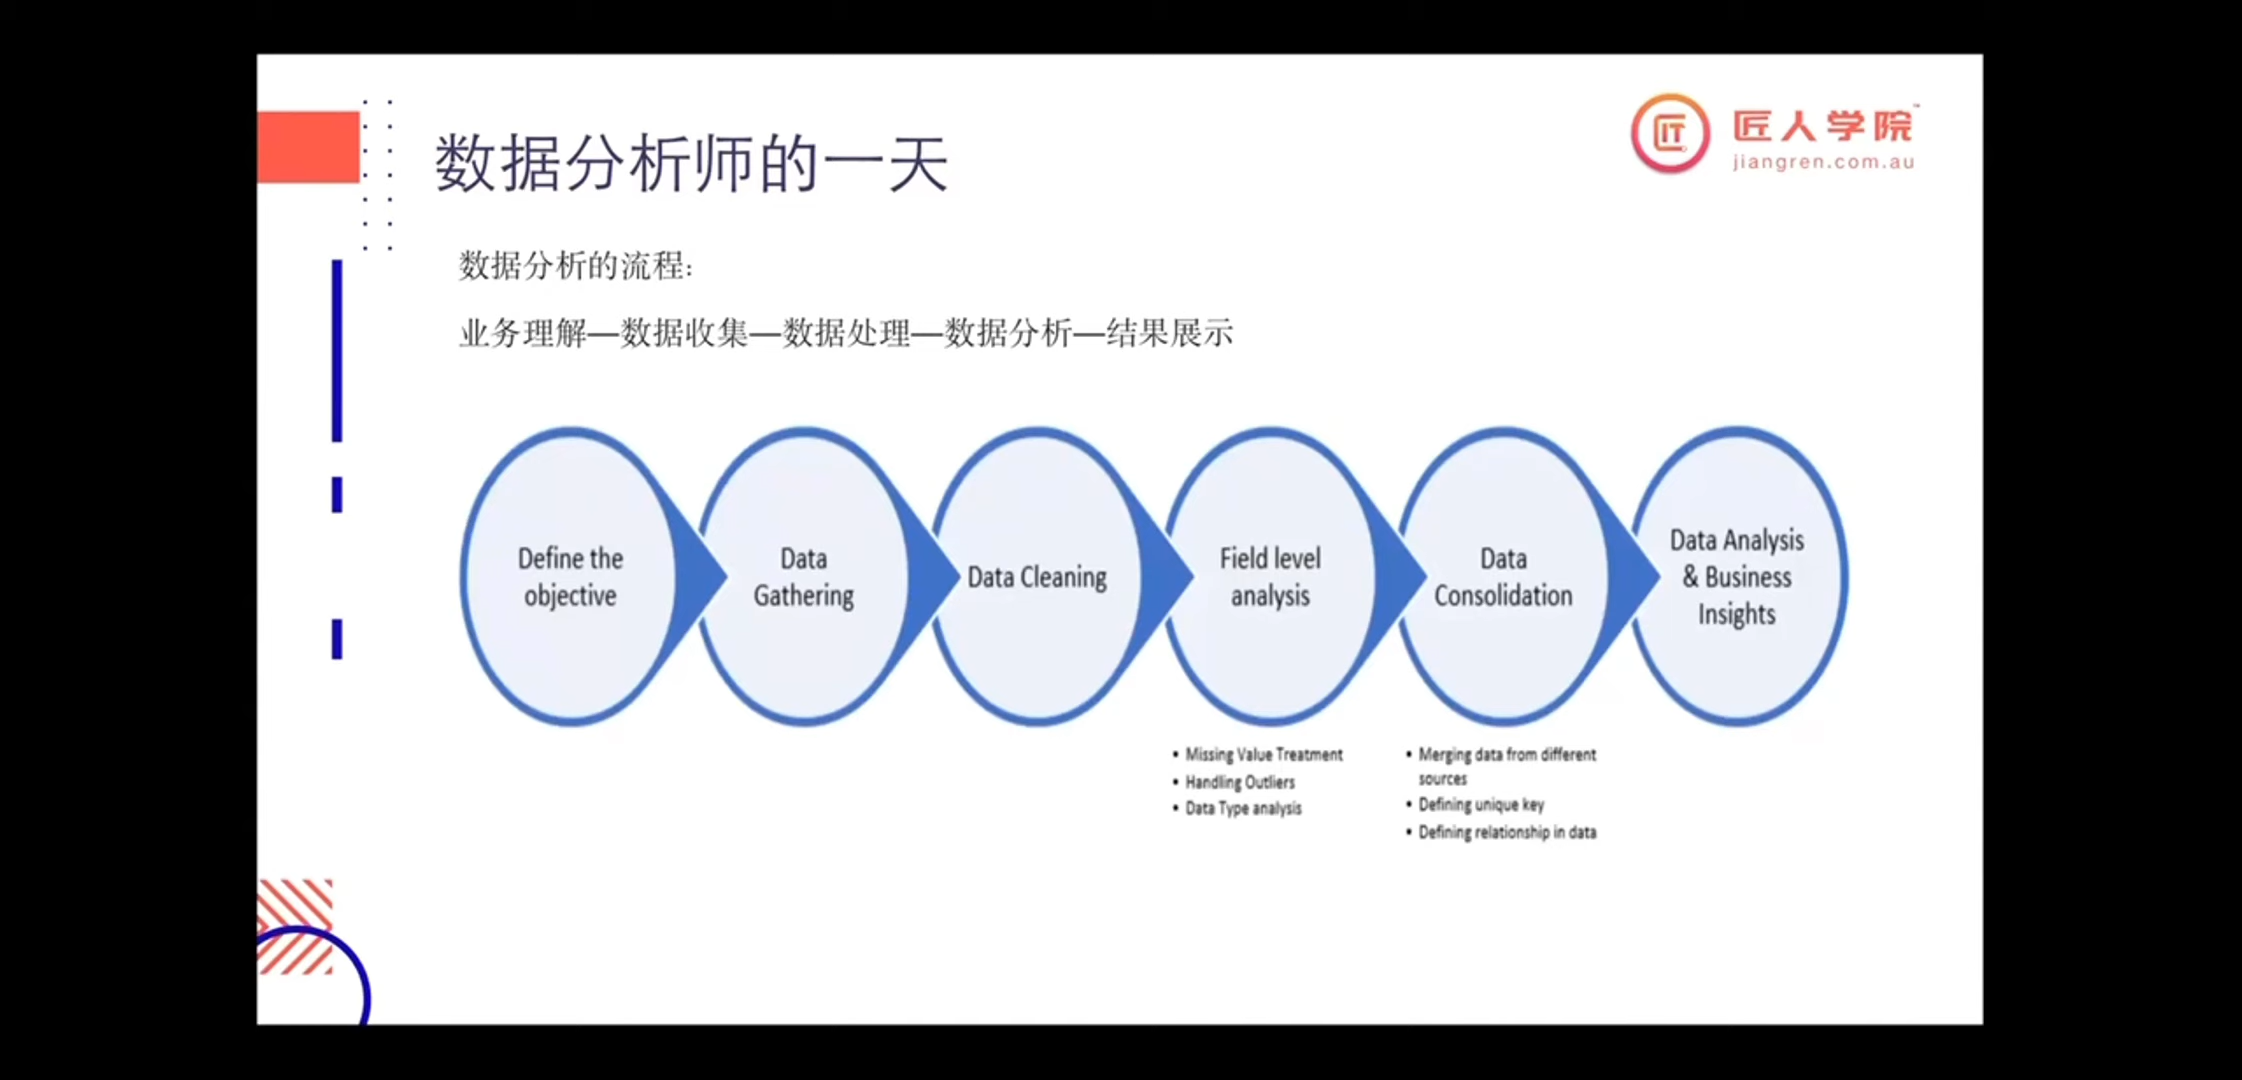 数据分析师的一天
匠人学院
jiangren.com.au
数据分析的流程:
业务理解—数据收集—数据处理—数据分析—结果展示
Define the
objective
Data
Gathering
Data Cleaning
Field level
analysis
Data
Consolidation
Data Analysis
& Business
Insights
• Missing Value Treatment
• Handling Outliers
• Data Type analysis
• Merging data from different
sources
• Defining unique key
• Defining relationship in data